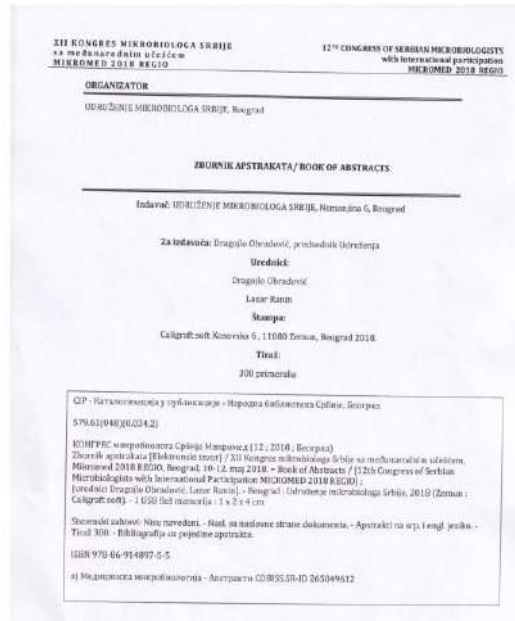 XII KONGRES MIKROBIOLOGA SRBIJE
sa međunarodnim učešćem
MIKROMED 2018 REGIO
12TH CONGRESS OF SERBIAN MICROBIOLOGISTS
with international participation
MICROMED 2018 REGIO
ORGANIZATOR
UDRUŽENJE MIKROBIOLOGA SRBIJE, Beograd
ZBORNIK APSTRAKATA/ BOOK OF ABSTRACTS
Izdavač: UDRUŽENJE MIKROBIOLOGA SRBIJE, Nemanjina 6, Beograd
Za izdavača: Dragojlo Obradović, predsednik Udruženja
Urednici:
Dragojlo Obradović
Lazar Ranin
Štampa:
Caligraft soft Kosovska 6, 11080 Zemun, Beograd 2018.
Tiraž:
300 primeraka
CIP - Каталогизација у публикацији - Народна библиотека Србије, Београд
579.61(048)(0.034.2)
КОНГРЕС микробиолога Србије Микромед (12 ; 2018 ; Београд)
Zbornik apstrakata [Elektronski izvor] / XII Kongres mikrobiologa Srbije sa međunarodnim učešćem,
Mikromed 2018 REGIO, Beograd, 10-12. maj 2018. = Book of Abstracts / [12th Congress of Serbian
Microbiologists with International Participation MICROMED 2018 REGIO] ;
[urednici Dragojlo Obradović, Lazar Ranin]. - Beograd : Udruženje mikrobiologa Srbije, 2018 (Zemun :
Caligraft soft). - 1 USB fleš memorija ; 1 x 2 x 4 cm
Sistemski zahtevi: Nisu navedeni. - Nasl. sa naslovne strane dokumenta. - Apstrakti na srp. i engl. jeziku. -
Tiraž 300. - Bibliografija uz pojedine apstrakte.
ISBN 978-86-914897-5-5
a) Медицинска микробиологија - Апстракти COBISS.SR-ID 265049612